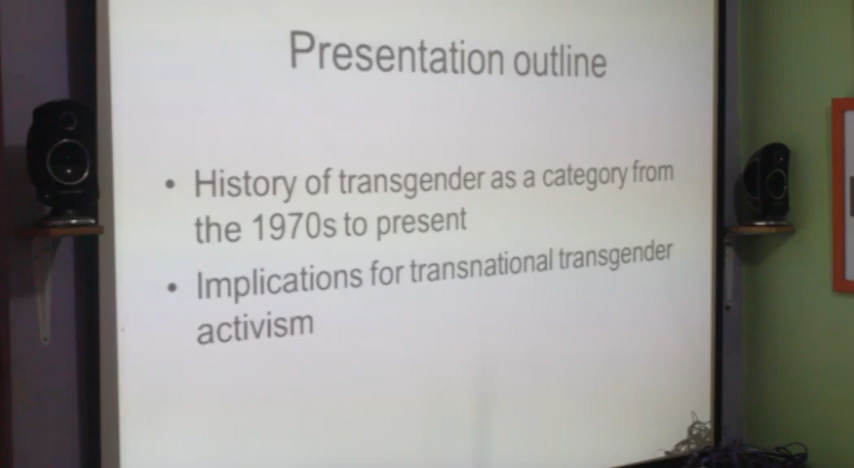 Presentation outline
• History of transgender as a category from
the 1970s to present
• Implications for transnational transgender
activism